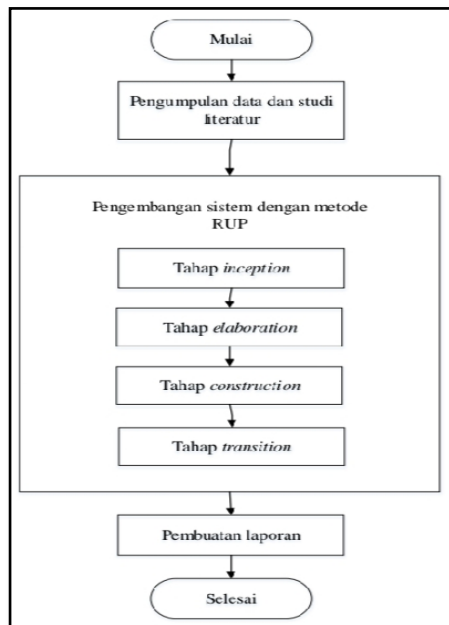 Mulai
Pengumpulan data dan studi
literatur
Pengembangan sistem dengan metode
RUP
Tahap inception
Tahap elaboration
Tahap construction
Tahap transition
Pembuatan laporan
Selesai